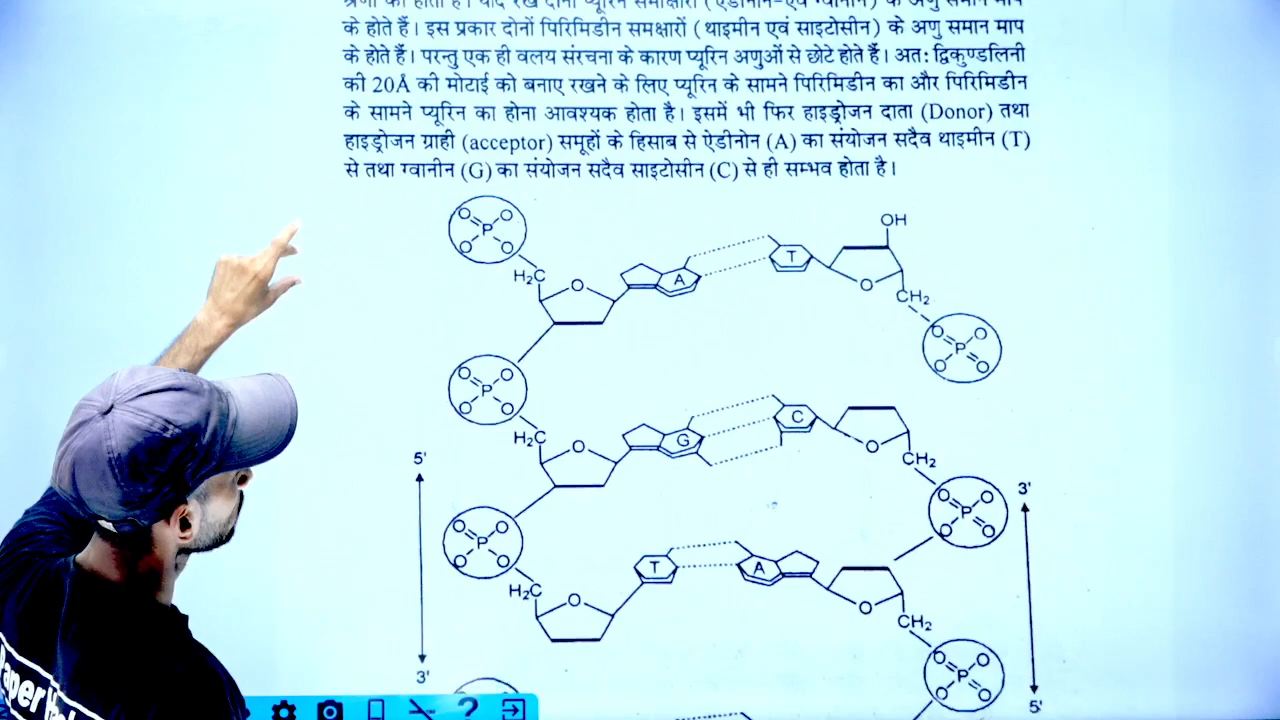 के होते हैं। इस प्रकार दोनों पिरिमिडीन समक्षारों (थाइमीन एवं साइटोसीन) के अणु समान माप
के होते हैं। परन्तु एक ही वलय संरचना के कारण प्यूरिन अणुओं से छोटे होते हैं। अत: द्विकुण्डलिनी
की 20Å की मोटाई को बनाए रखने के लिए प्यूरिन के सामने पिरिमिडीन का और पिरिमिडीन
के सामने प्यूरिन का होना आवश्यक होता है। इसमें भी फिर हाइड्रोजन दाता (Donor) तथा
हाइड्रोजन ग्राही (acceptor) समूहों के हिसाब से ऐडीनोन (A) का संयोजन सदैव थाइमीन (T)
से तथा ग्वानीन (G) का संयोजन सदैव साइटोसीन (C) से ही सम्भव होता है।
O O P O O
H₂C O A T O OH
CH₂
O O P O O
O O P O O
H₂C O G C O
CH₂
5'
3'
O O P O O
O O P O O
H₂C O T A O
CH₂
O O P O O
3'
5'
Paper
?